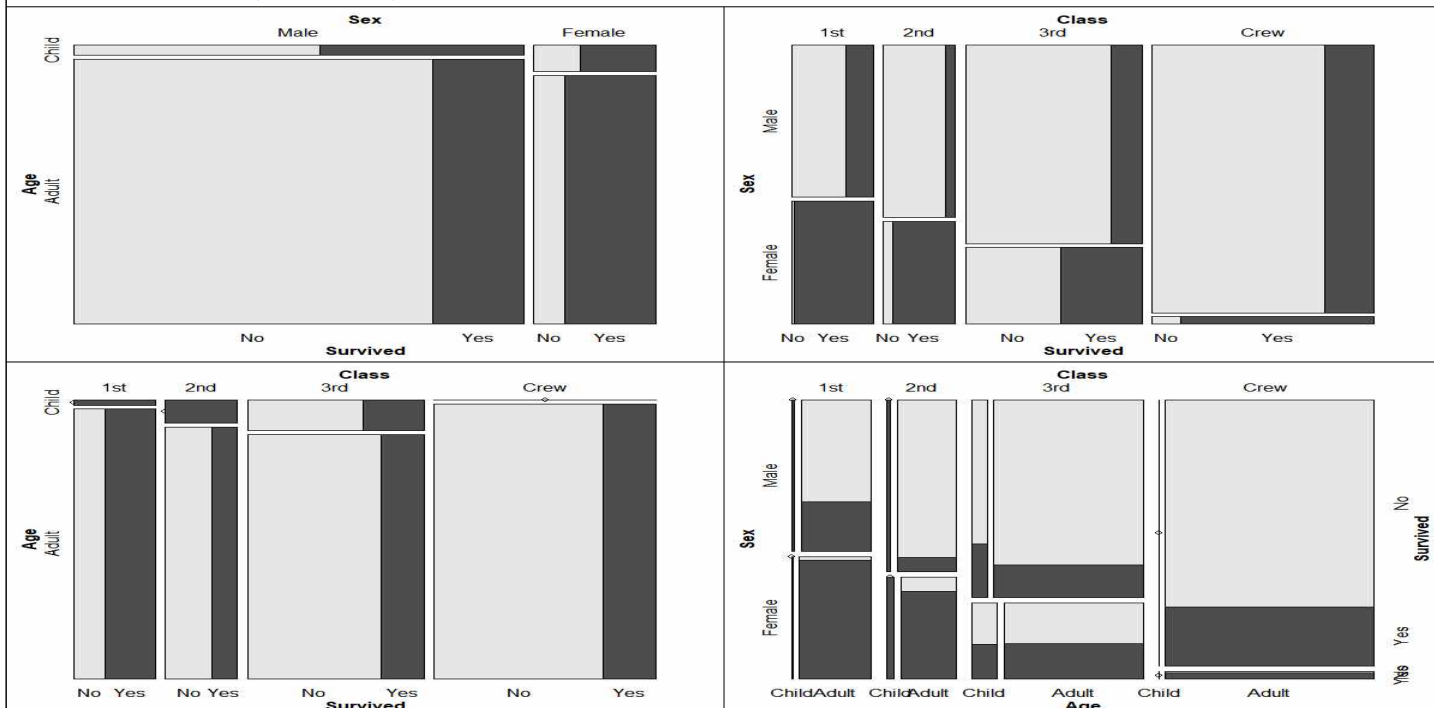 Sex
Male Female
Child
Adult
Age
No Yes No Yes
Survived
Class
1st 2nd 3rd Crew
Male
Female
Sex
No Yes No Yes No Yes No Yes
Survived
Class
1st 2nd 3rd Crew
Child
Adult
Age
No Yes No Yes No Yes No Yes
Survived
Class
1st 2nd 3rd Crew
Male
Female
Sex
No
Yes
Survived
Child Adult Child Adult Child Adult Child Adult
Age